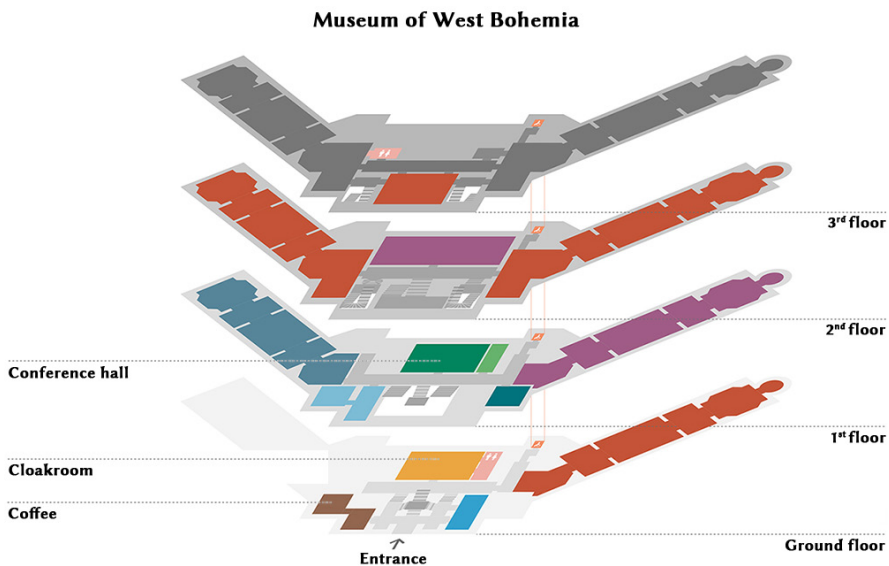 Museum of West Bohemia
3rd floor
2nd floor
Conference hall
1st floor
Cloakroom
Coffee
Ground floor
Entrance